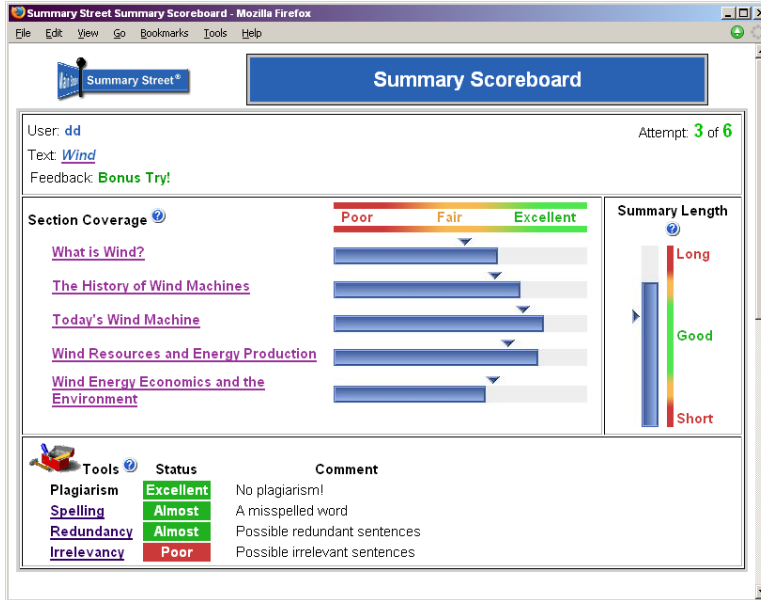 Summary Street Summary Scoreboard - Mozilla Firefox
File Edit View Go Bookmarks Tools Help
Main Street Summary Street®
Summary Scoreboard
User: dd
Attempt: 3 of 6
Text: Wind
Feedback: Bonus Try!
Section Coverage ?
Poor Fair Excellent
What is Wind?
The History of Wind Machines
Today's Wind Machine
Wind Resources and Energy Production
Wind Energy Economics and the
Environment
Summary Length
?
Long
Good
Short
Tools ? Status Comment
Plagiarism Excellent No plagiarism!
Spelling Almost A misspelled word
Redundancy Almost Possible redundant sentences
Irrelevancy Poor Possible irrelevant sentences